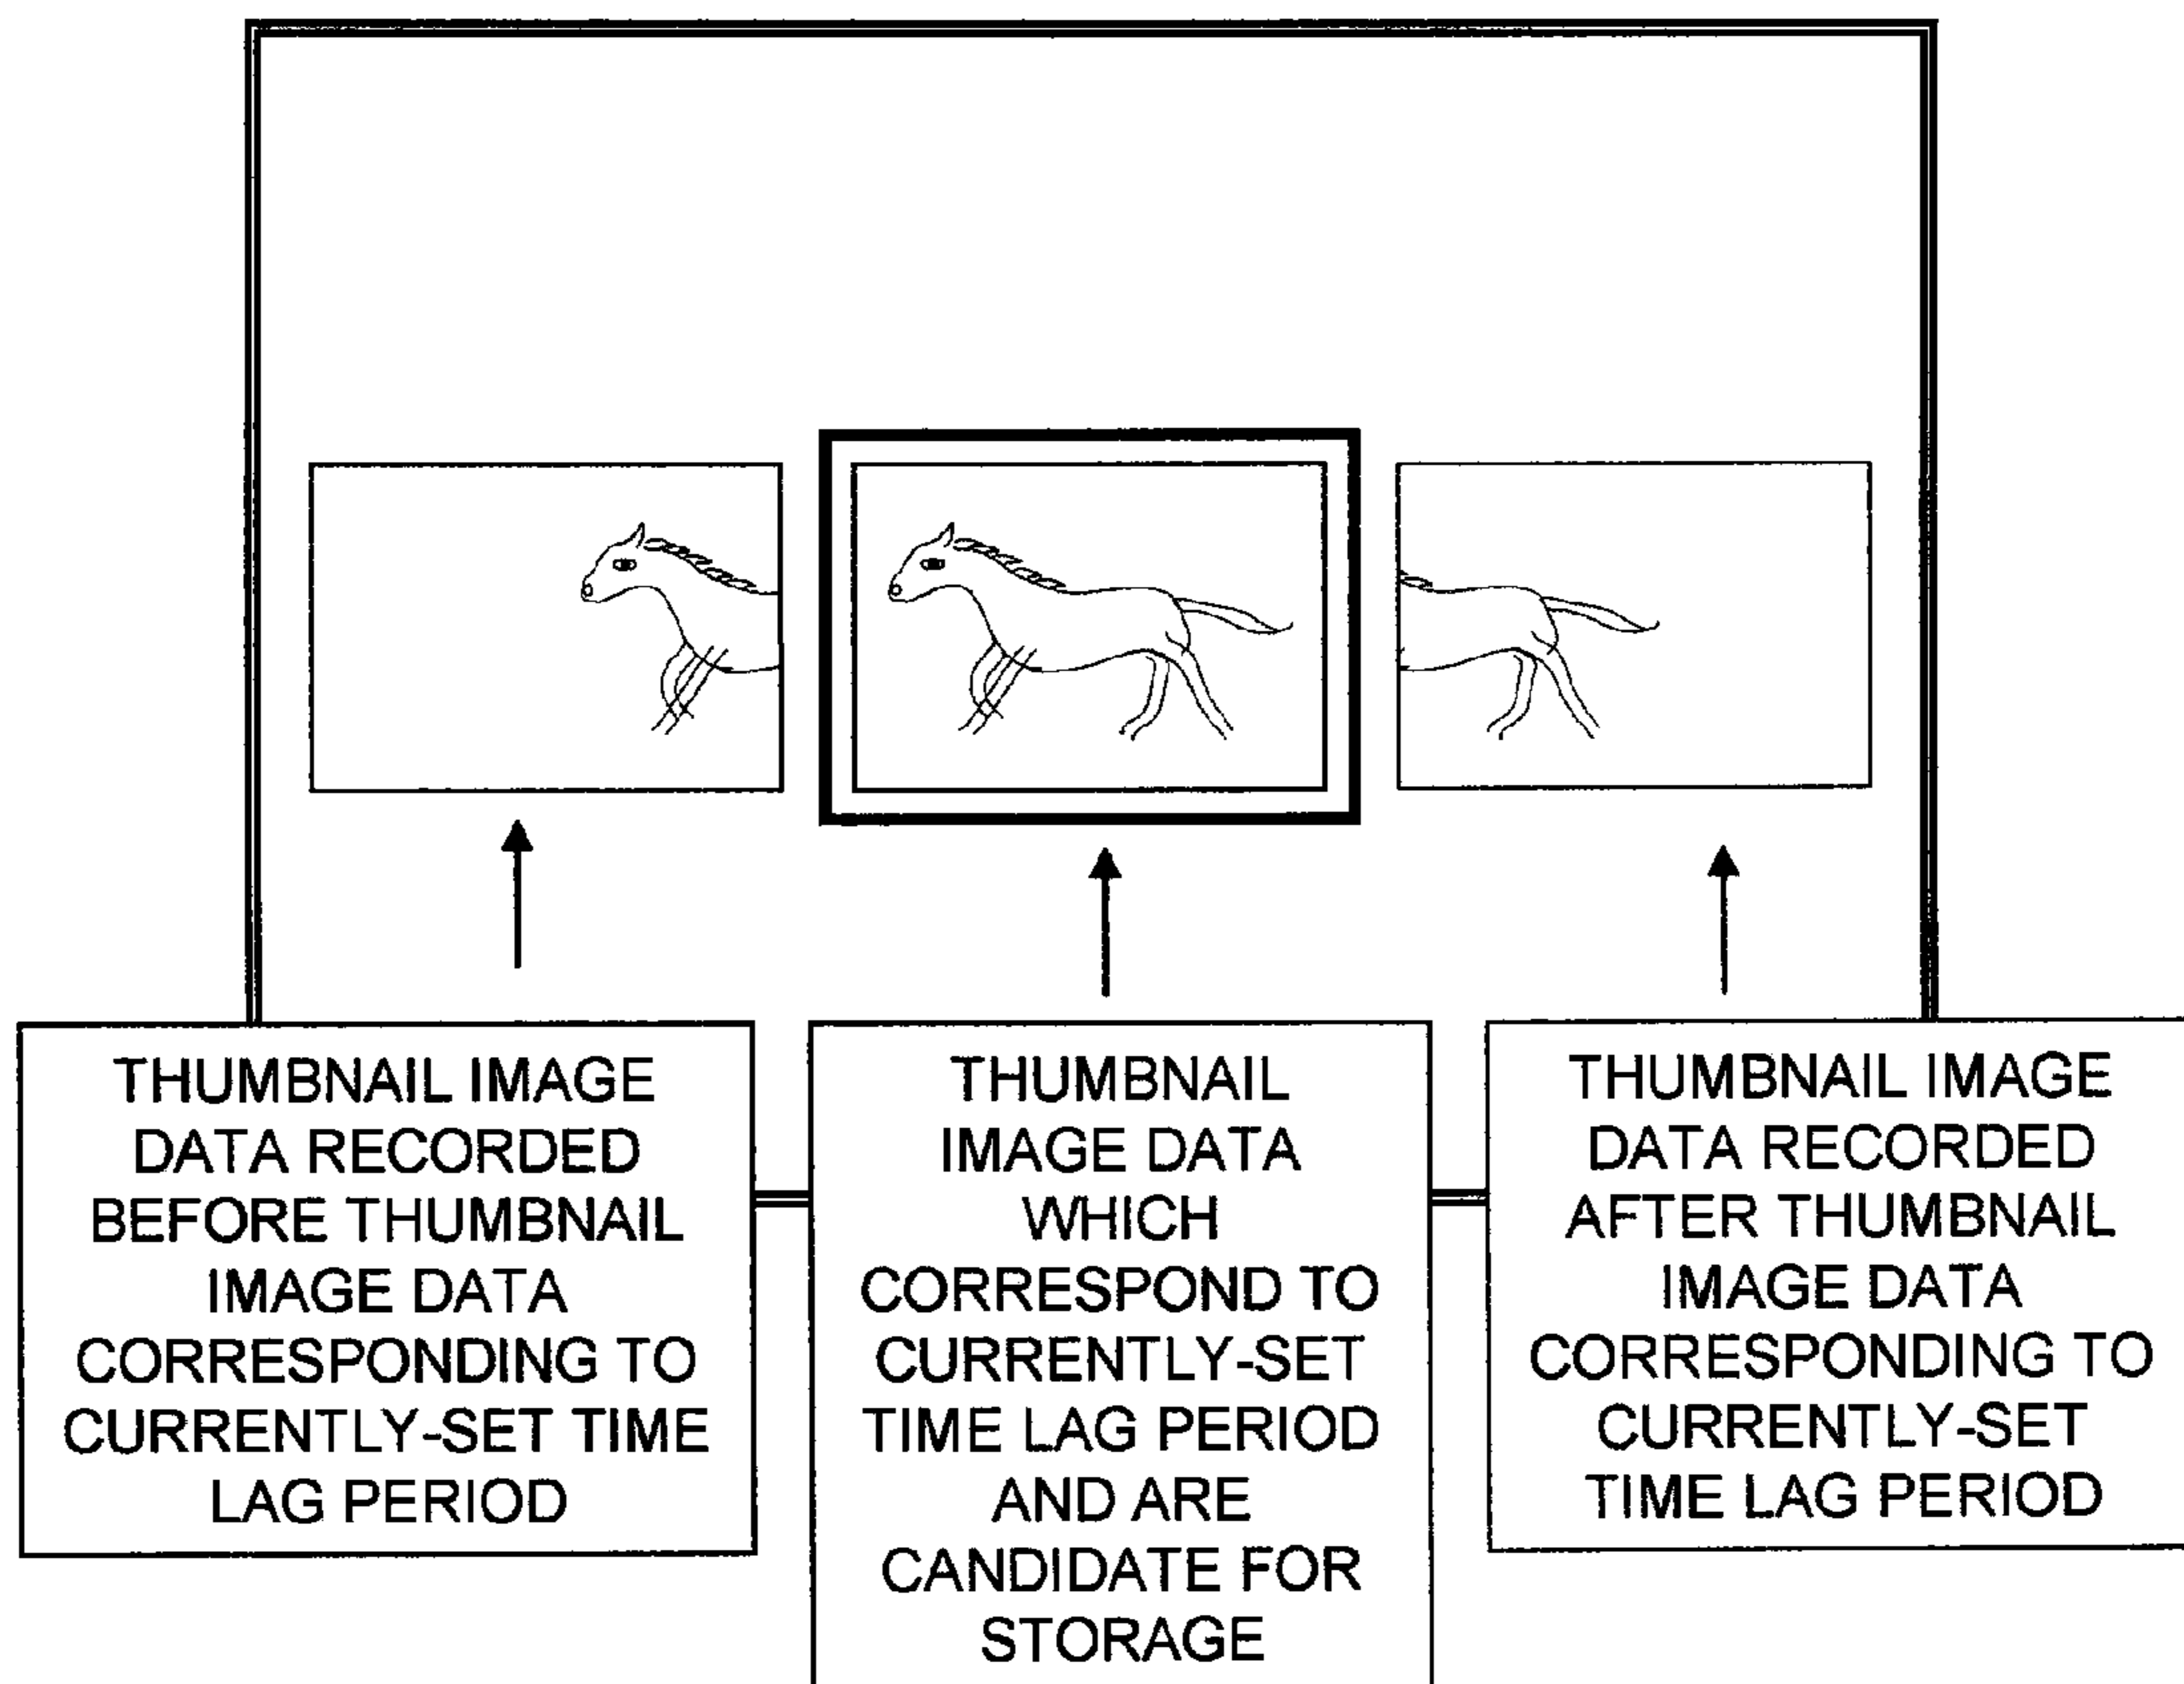 THUMBNAIL IMAGE
DATA RECORDED
BEFORE THUMBNAIL
IMAGE DATA
CORRESPONDING TO
CURRENTLY-SET TIME
LAG PERIOD
THUMBNAIL
IMAGE DATA
WHICH
CORRESPOND TO
CURRENTLY-SET
TIME LAG PERIOD
AND ARE
CANDIDATE FOR
STORAGE
THUMBNAIL IMAGE
DATA RECORDED
AFTER THUMBNAIL
IMAGE DATA
CORRESPONDING TO
CURRENTLY-SET
TIME LAG PERIOD